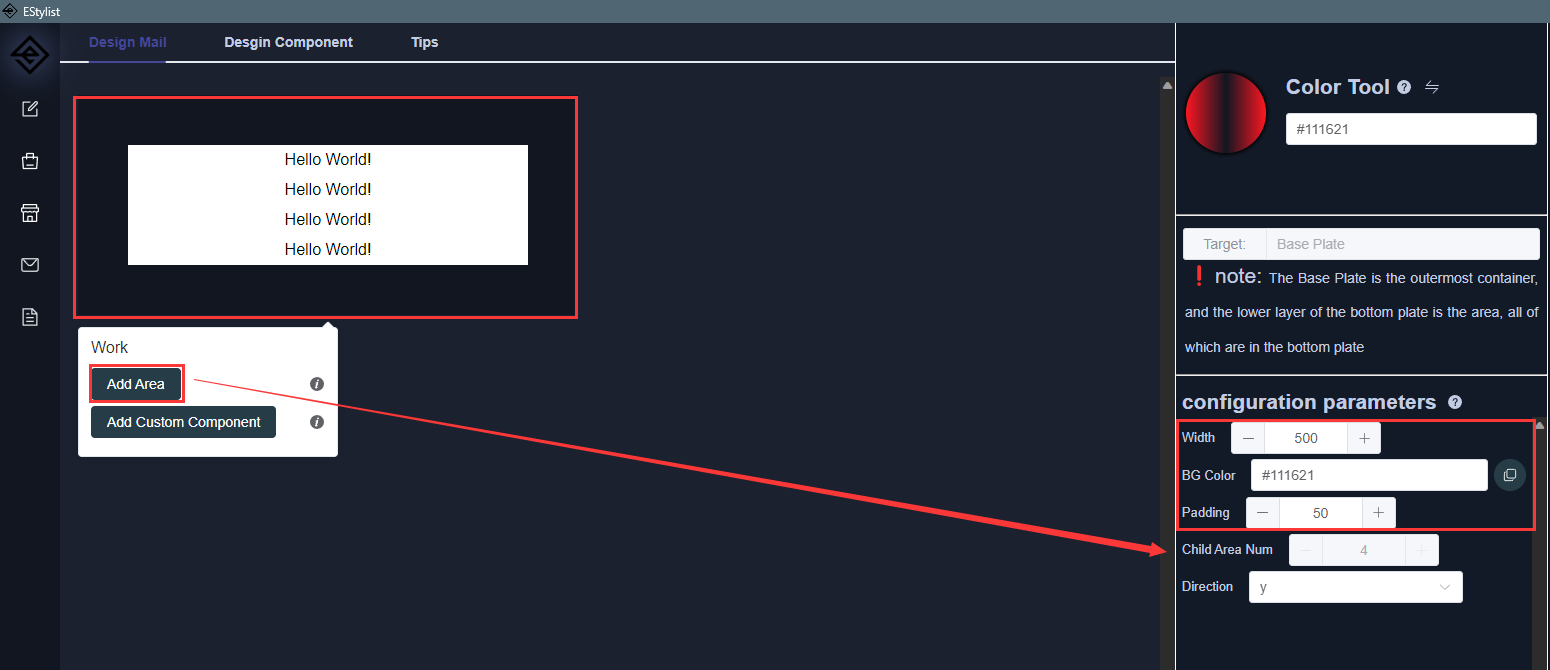 EStylist
Design Mail
Desgin Component
Tips
Hello World!
Hello World!
Hello World!
Hello World!
Work
Add Area
Add Custom Component
Color Tool
#111621
Target: Base Plate
note: The Base Plate is the outermost container,
and the lower layer of the bottom plate is the area, all of
which are in the bottom plate
configuration parameters
Width 500
BG Color #111621
Padding 50
Child Area Num 4
Direction y